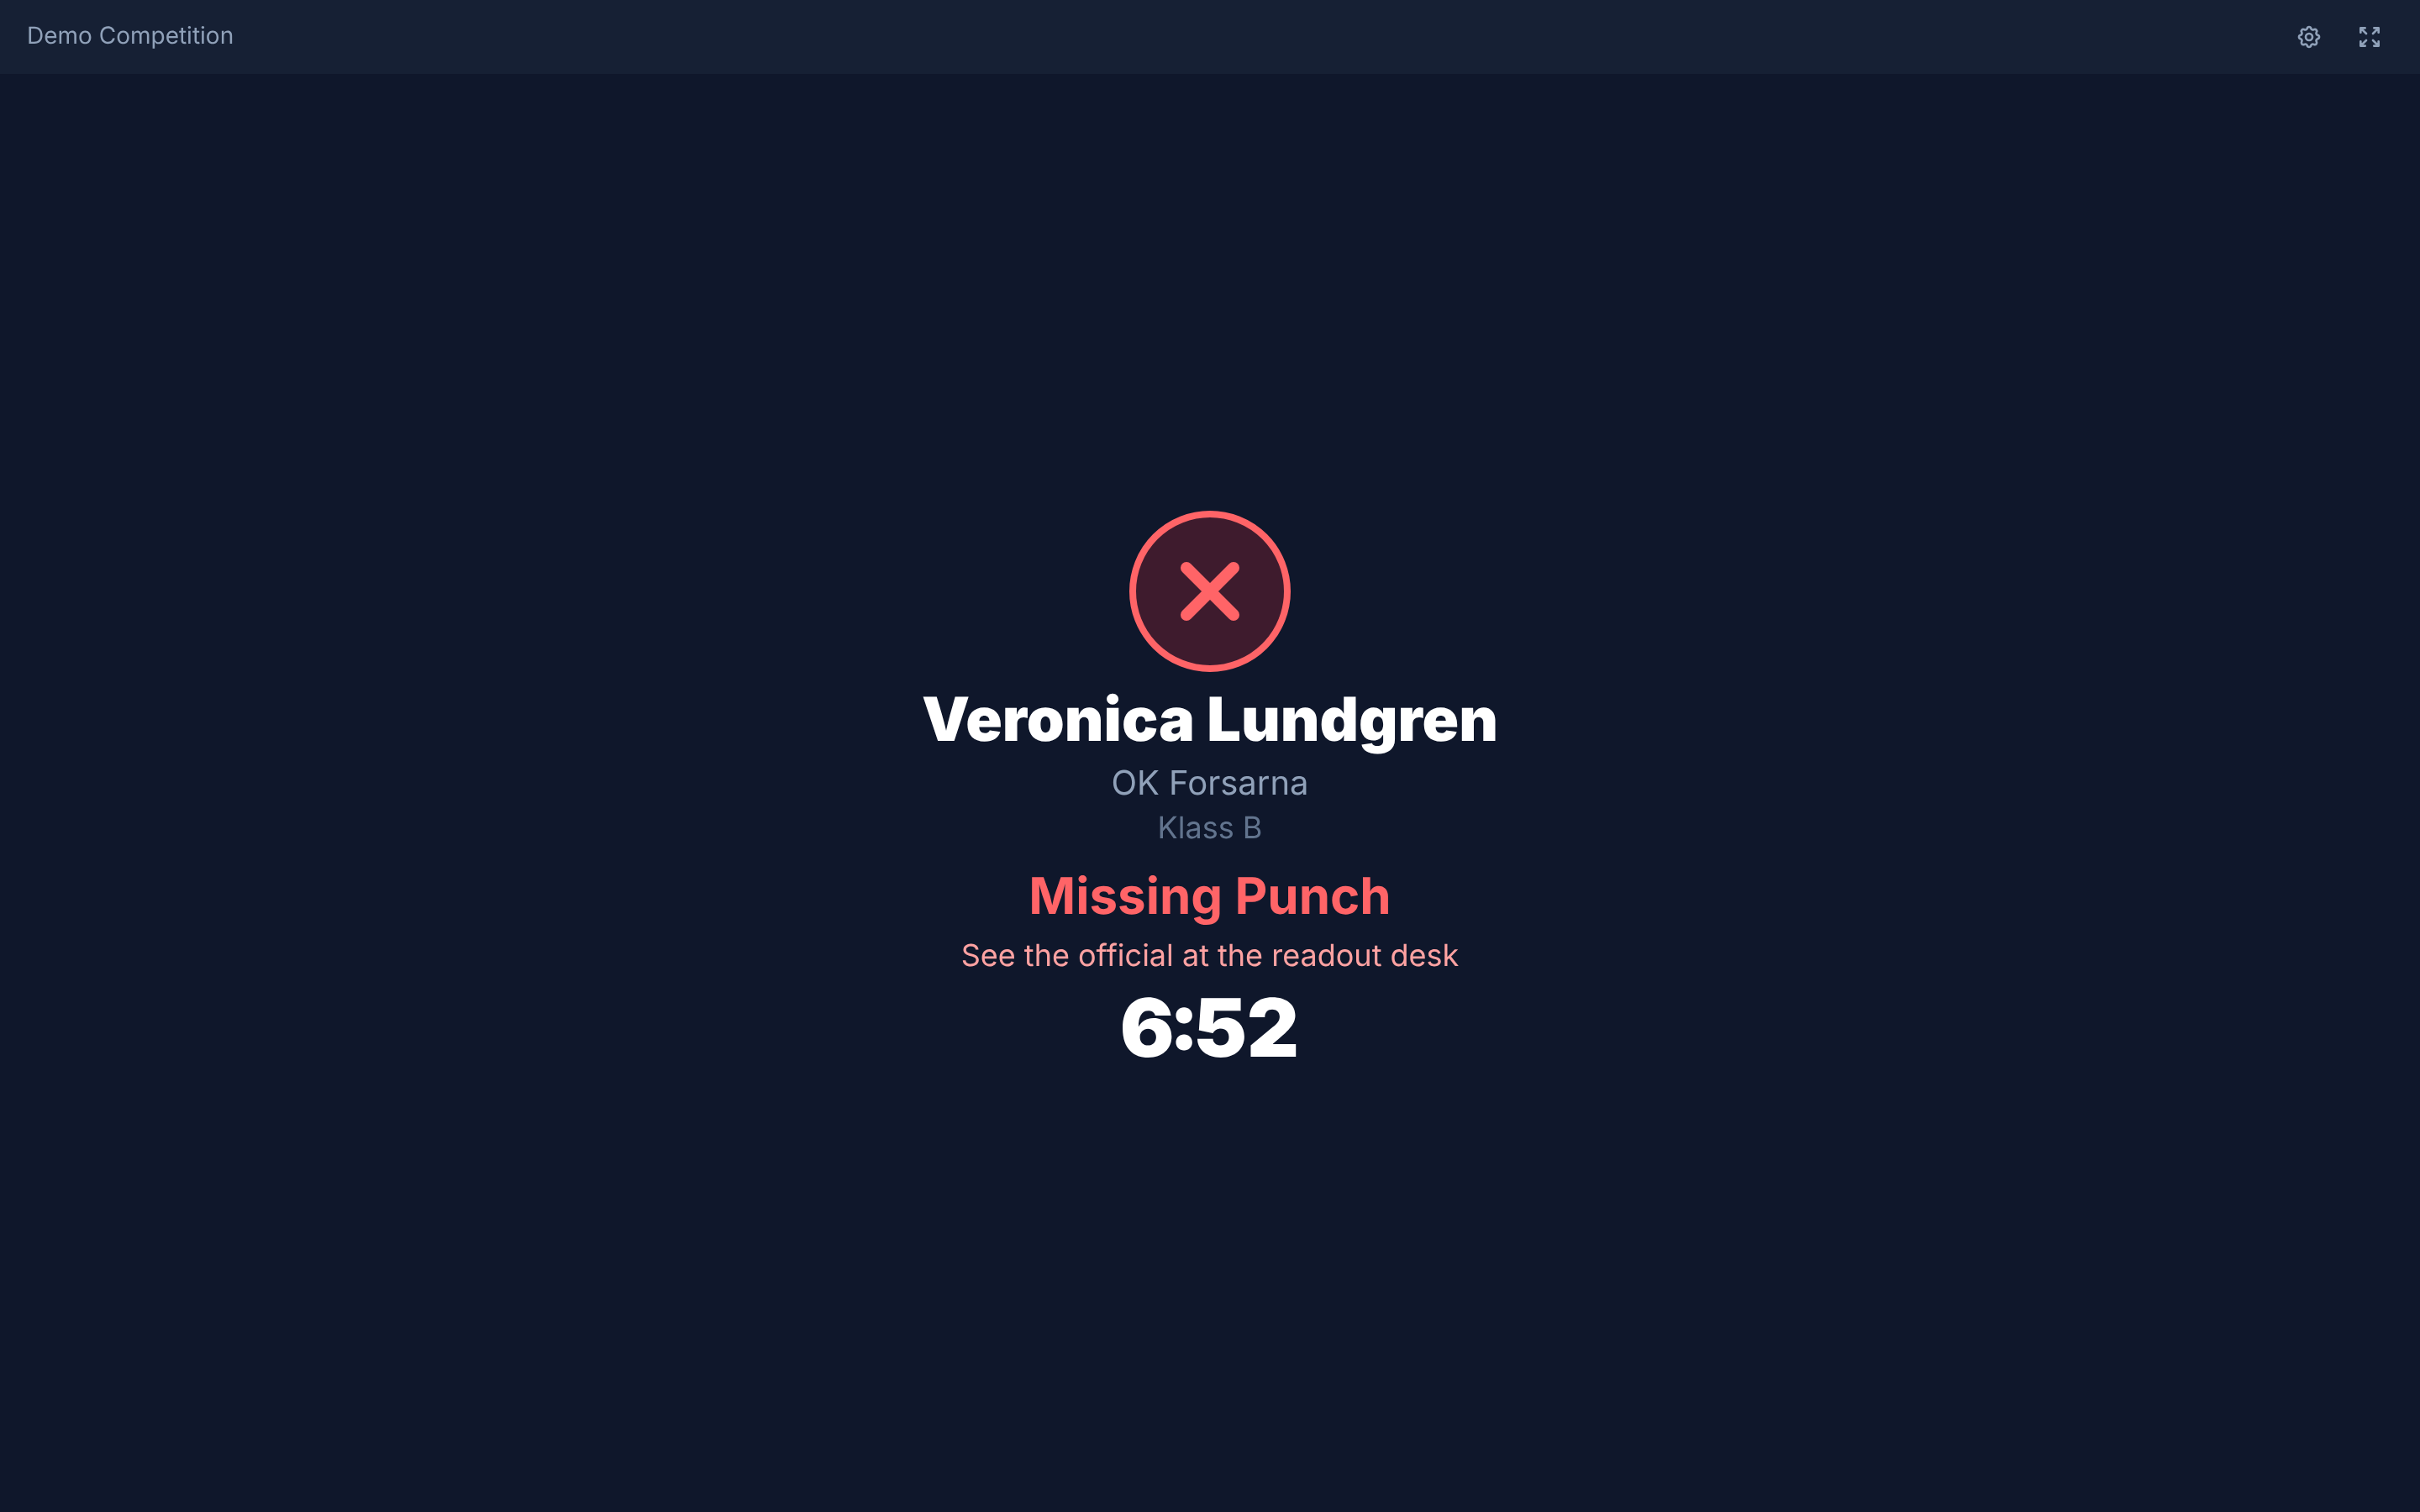 Demo Competition
Veronica Lundgren
OK Forsarna
Klass B
Missing Punch
See the official at the readout desk
6:52